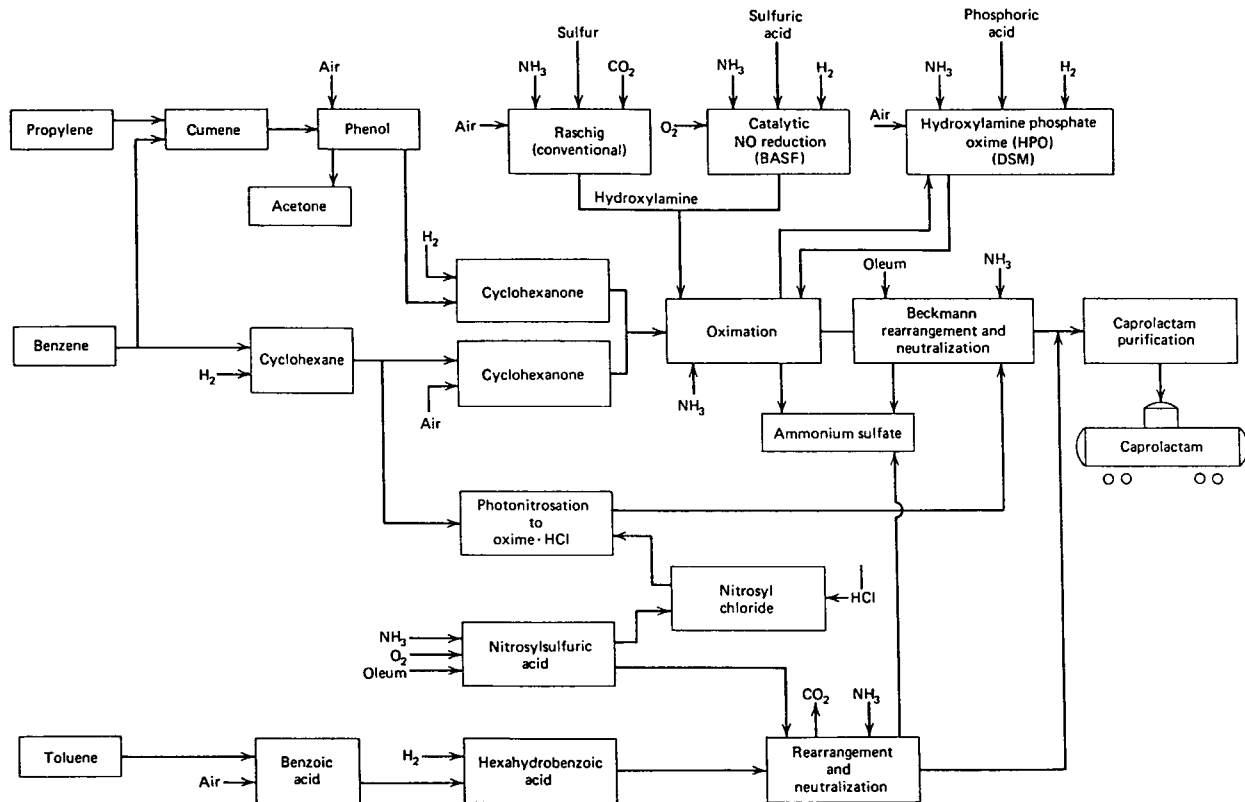 Sulfur
Sulfuric
acid
Phosphoric
acid
Air
NH₃
CO₂
NH₃
H₂
NH₃
H₂
Propylene
Cumene
Phenol
Air
Raschig
(conventional)
O₂
Catalytic
NO reduction
(BASF)
Air
Hydroxylamine phosphate
oxime (HPO)
(DSM)
Acetone
Hydroxylamine
H₂
Cyclohexanone
Oleum
NH₃
Oximation
Beckmann
rearrangement and
neutralization
Caprolactam
purification
Benzene
H₂
Cyclohexane
Cyclohexanone
Air
NH₃
Ammonium sulfate
Caprolactam
Photonitrosation
to
oxime · HCl
Nitrosyl
chloride
HCl
NH₃
O₂
Oleum
Nitrosylsulfuric
acid
CO₂
NH₃
Toluene
Air
Benzoic
acid
H₂
Hexahydrobenzoic
acid
Rearrangement
and
neutralization